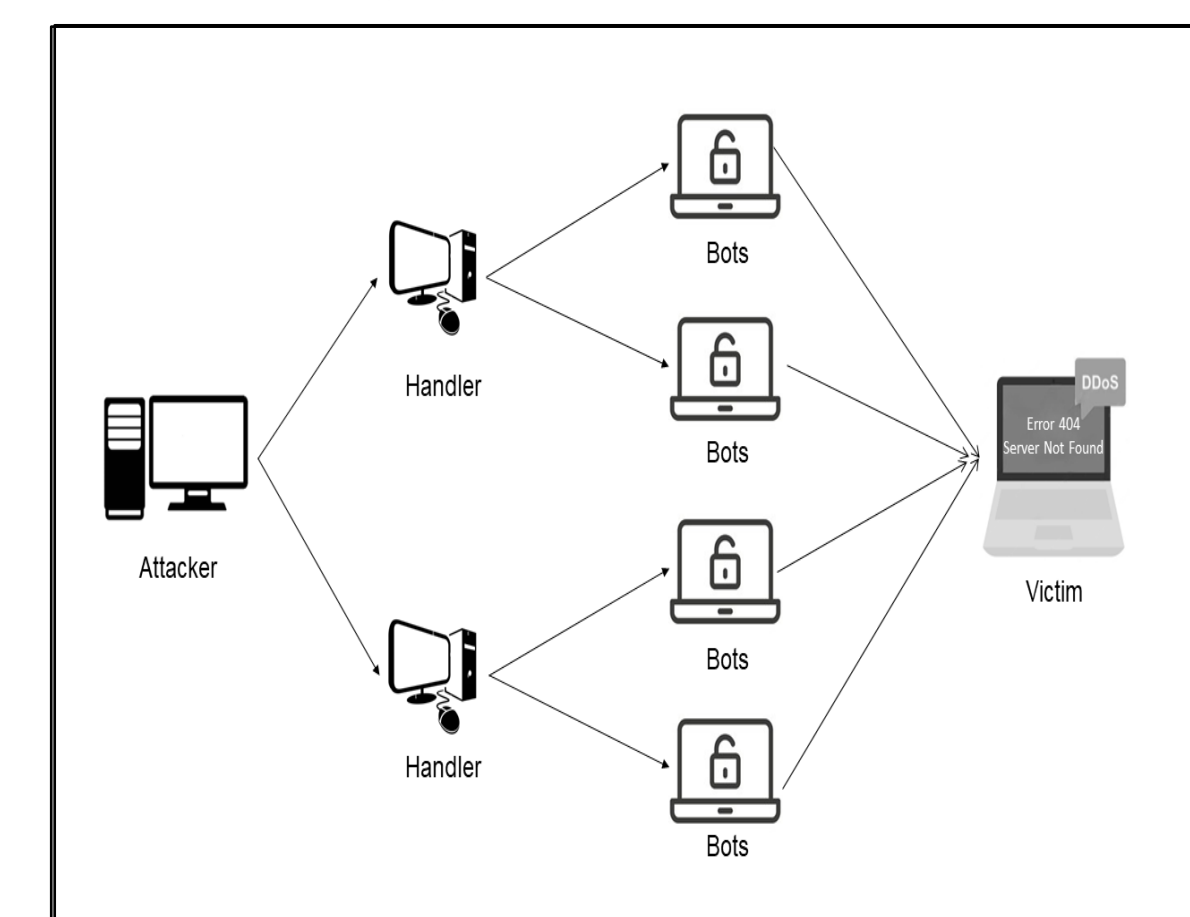 Bots
Handler
Bots
DDoS
Error 404
Server Not Found
Attacker
Victim
Bots
Handler
Bots